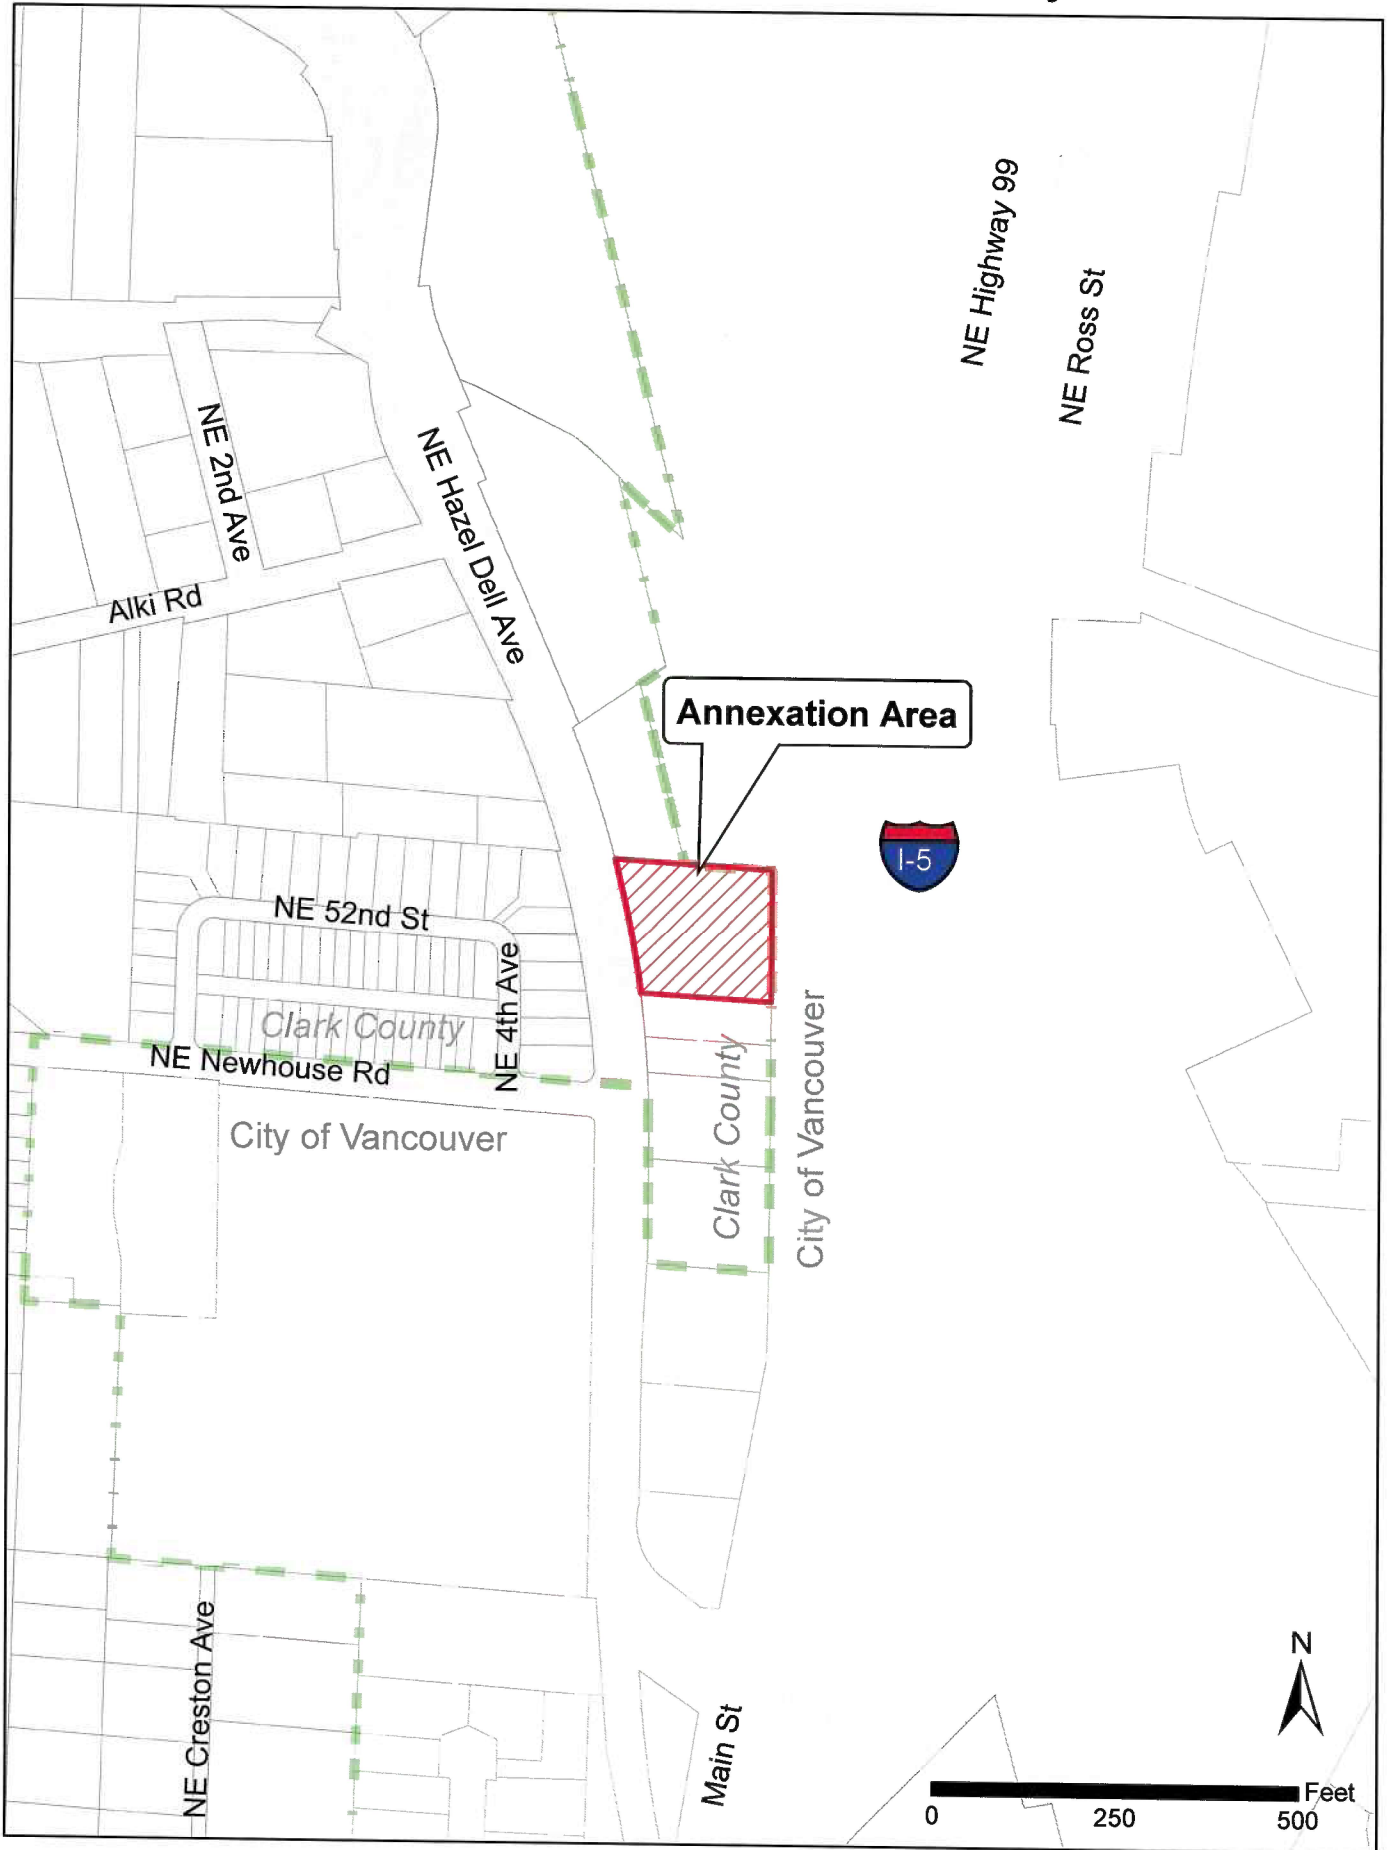 NE Highway 99
NE Ross St
NE 2nd Ave
NE Hazel Dell Ave
Alki Rd
Annexation Area
I-5
NE 52nd St
NE 4th Ave
Clark County
NE Newhouse Rd
City of Vancouver
Clark County
City of Vancouver
NE Creston Ave
Main St
N
Feet
0 250 500